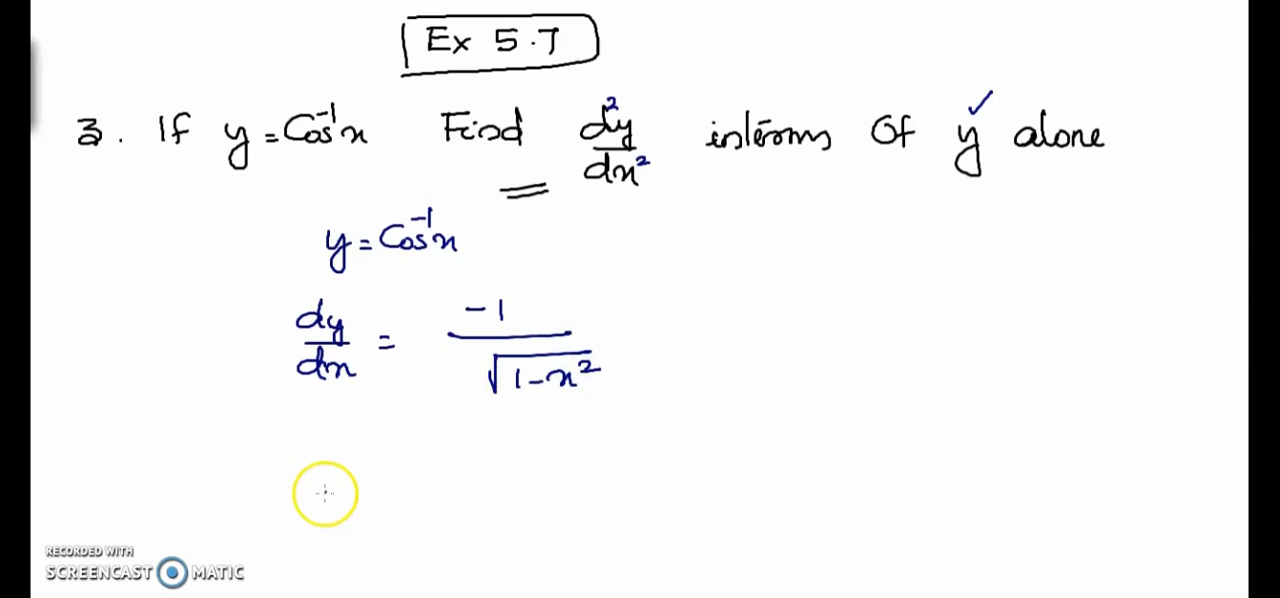 Ex 5.7
3. If y = Cos⁻¹x Find d²y/dx² interms Of y alone
y = Cos⁻¹x
dy/dx = -1/√1-x²
RECORDED WITH
SCREENCAST MATIC